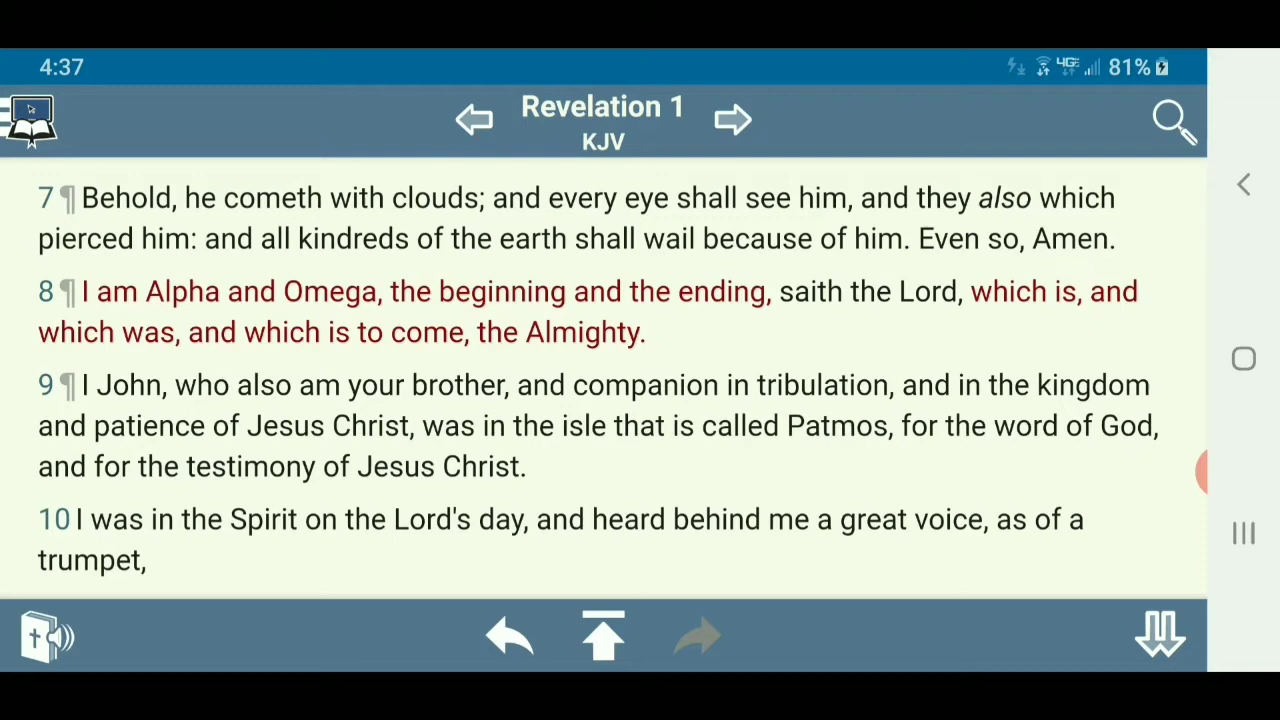 4:37
4GE 81%
Revelation 1
KJV
7 ¶ Behold, he cometh with clouds; and every eye shall see him, and they also which
pierced him: and all kindreds of the earth shall wail because of him. Even so, Amen.
8 ¶ I am Alpha and Omega, the beginning and the ending, saith the Lord, which is, and
which was, and which is to come, the Almighty.
9 ¶ I John, who also am your brother, and companion in tribulation, and in the kingdom
and patience of Jesus Christ, was in the isle that is called Patmos, for the word of God,
and for the testimony of Jesus Christ.
10 I was in the Spirit on the Lord's day, and heard behind me a great voice, as of a
trumpet,